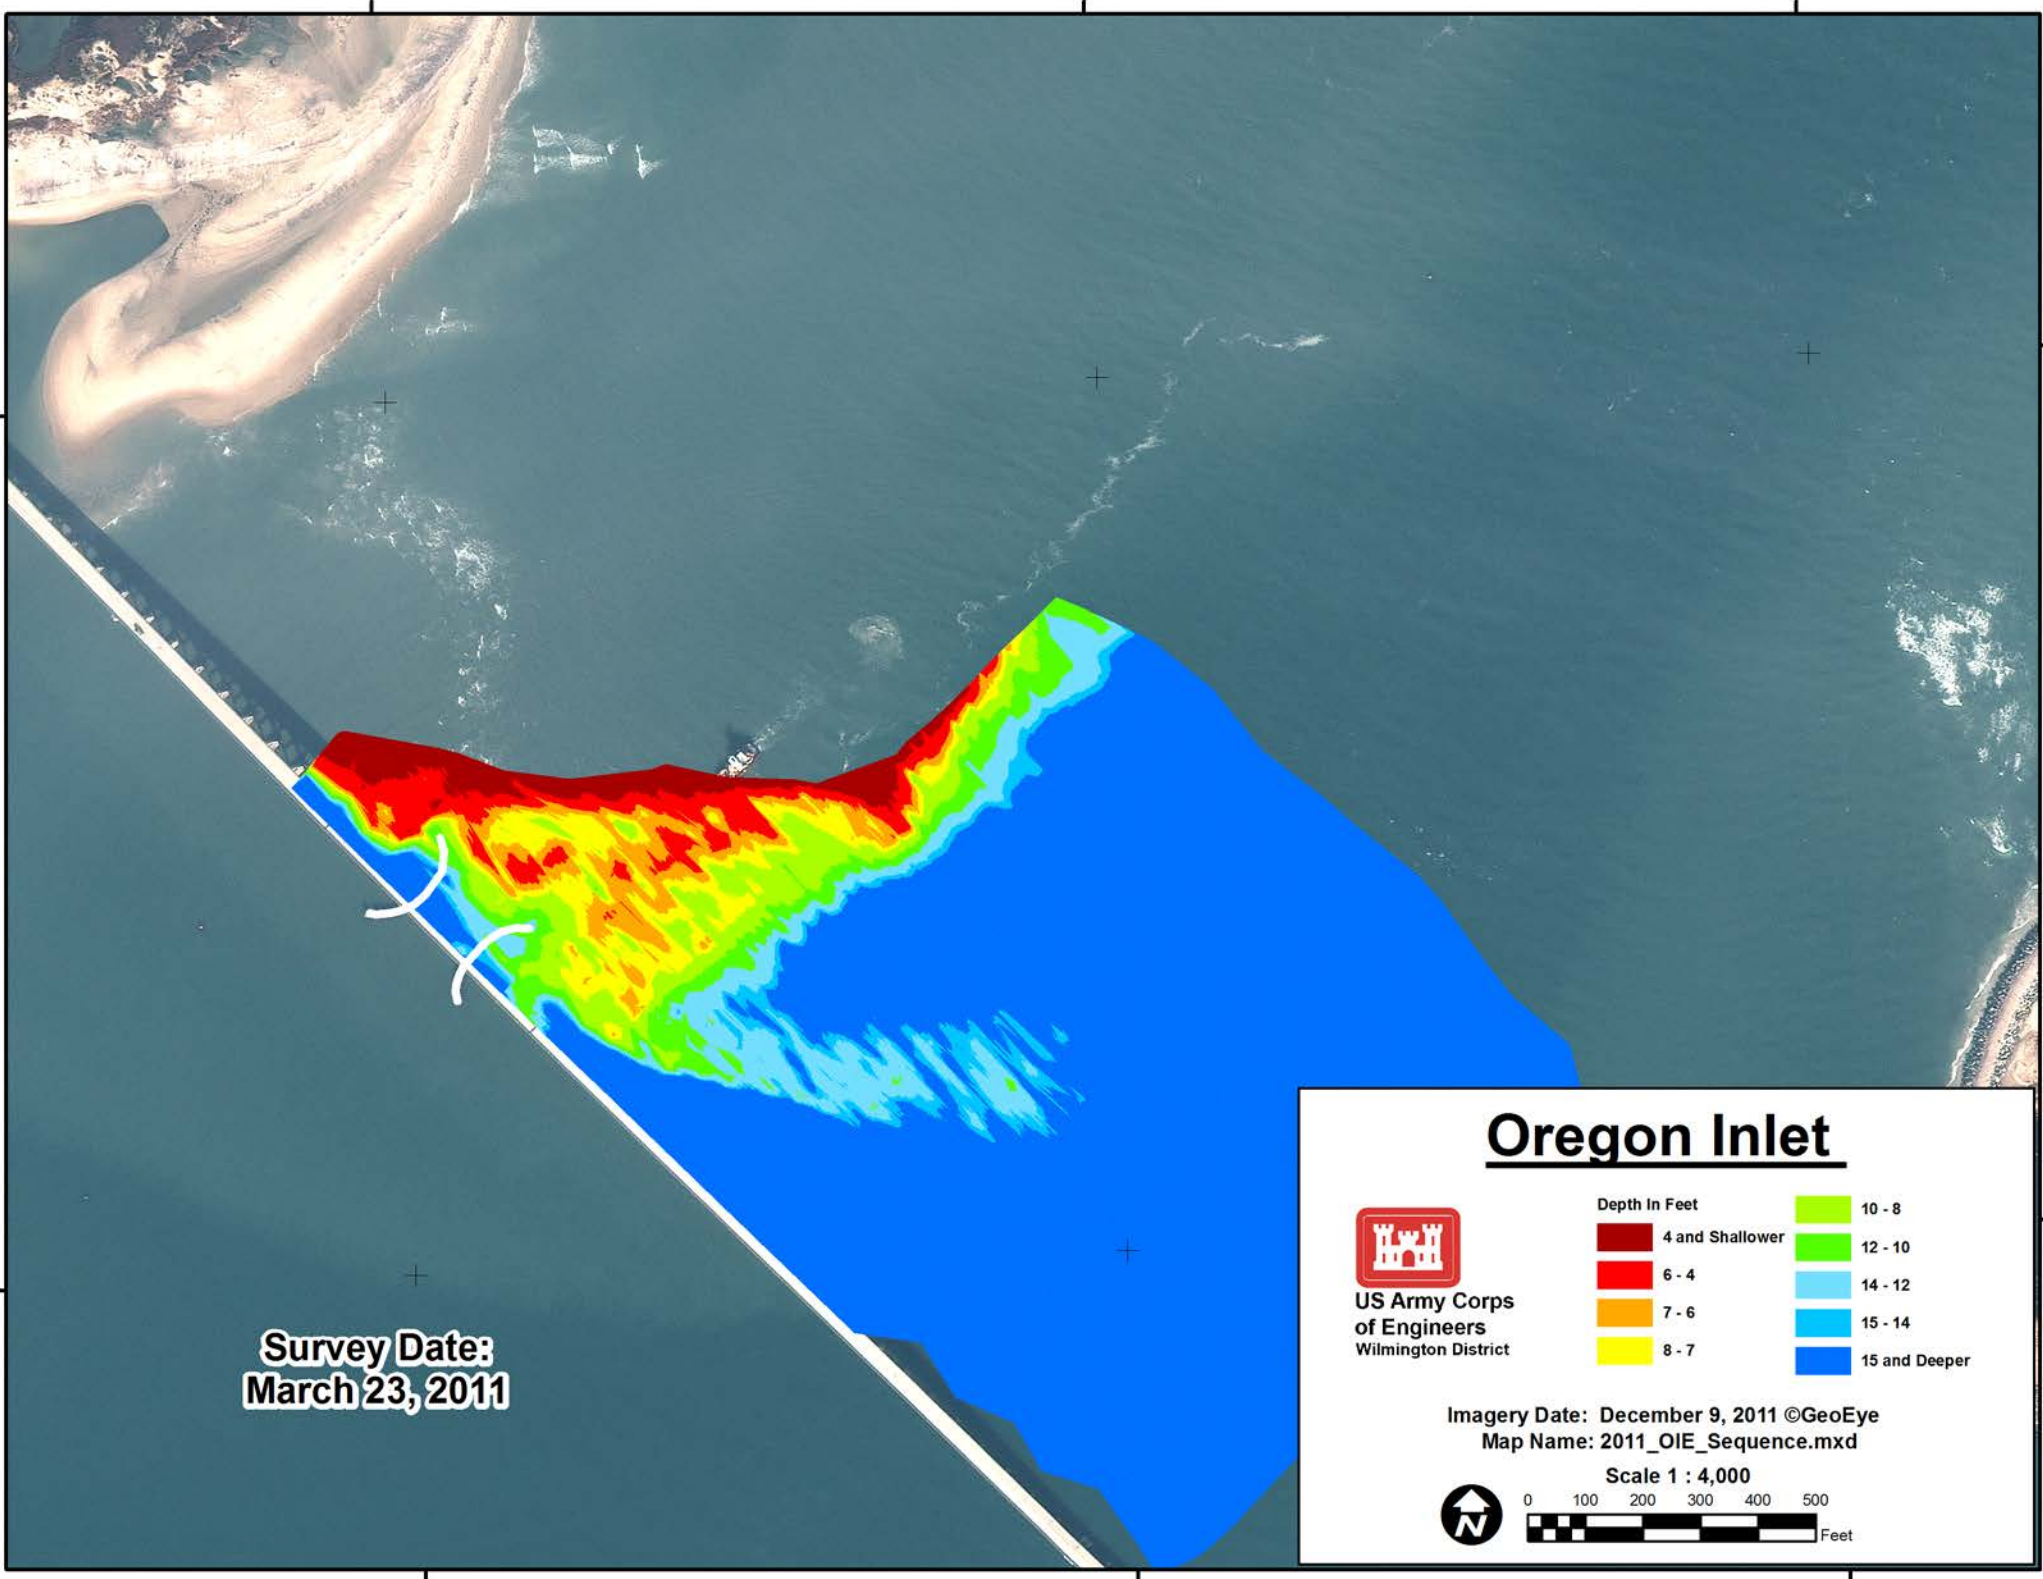 Survey Date:
March 23, 2011
Oregon Inlet
US Army Corps
of Engineers
Wilmington District
Depth In Feet
4 and Shallower
6 - 4
7 - 6
8 - 7
10 - 8
12 - 10
14 - 12
15 - 14
15 and Deeper
Imagery Date: December 9, 2011 ©GeoEye
Map Name: 2011_OIE_Sequence.mxd
Scale 1 : 4,000
N
0 100 200 300 400 500
Feet